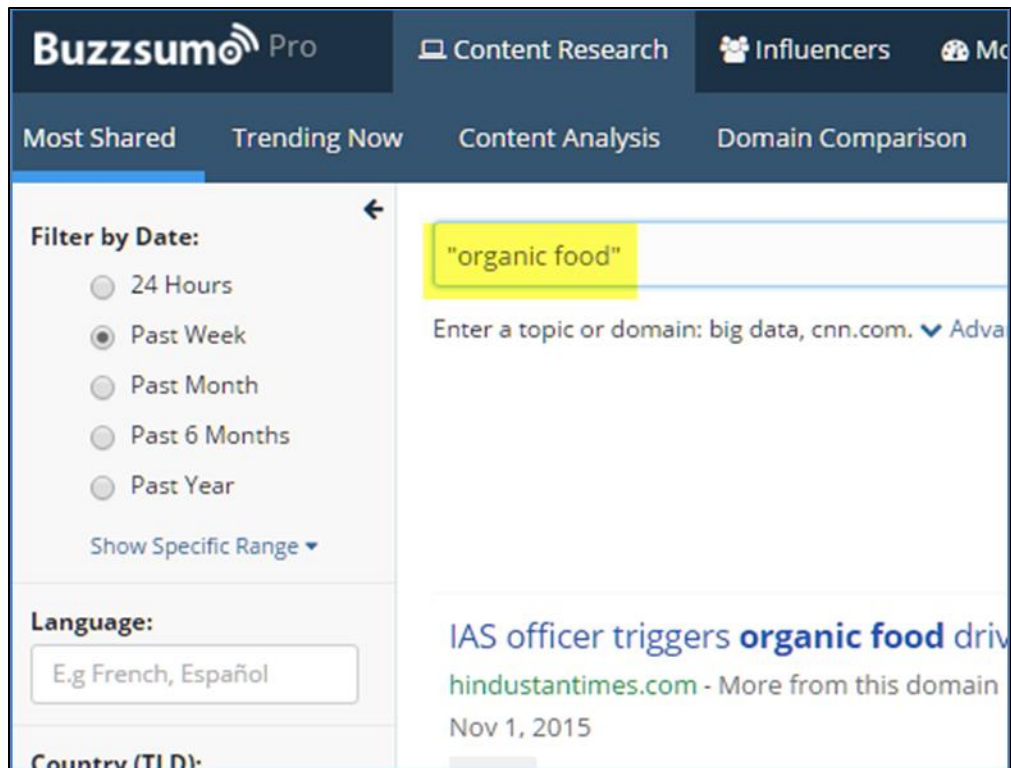 Buzzsumo Pro
Content Research
Influencers
Most Shared
Trending Now
Content Analysis
Domain Comparison
Filter by Date:
24 Hours
Past Week
Past Month
Past 6 Months
Past Year
Show Specific Range
Language:
E.g French, Español
Country (TLD):
"organic food"
Enter a topic or domain: big data, cnn.com.
IAS officer triggers organic food
hindustantimes.com - More from this domain
Nov 1, 2015